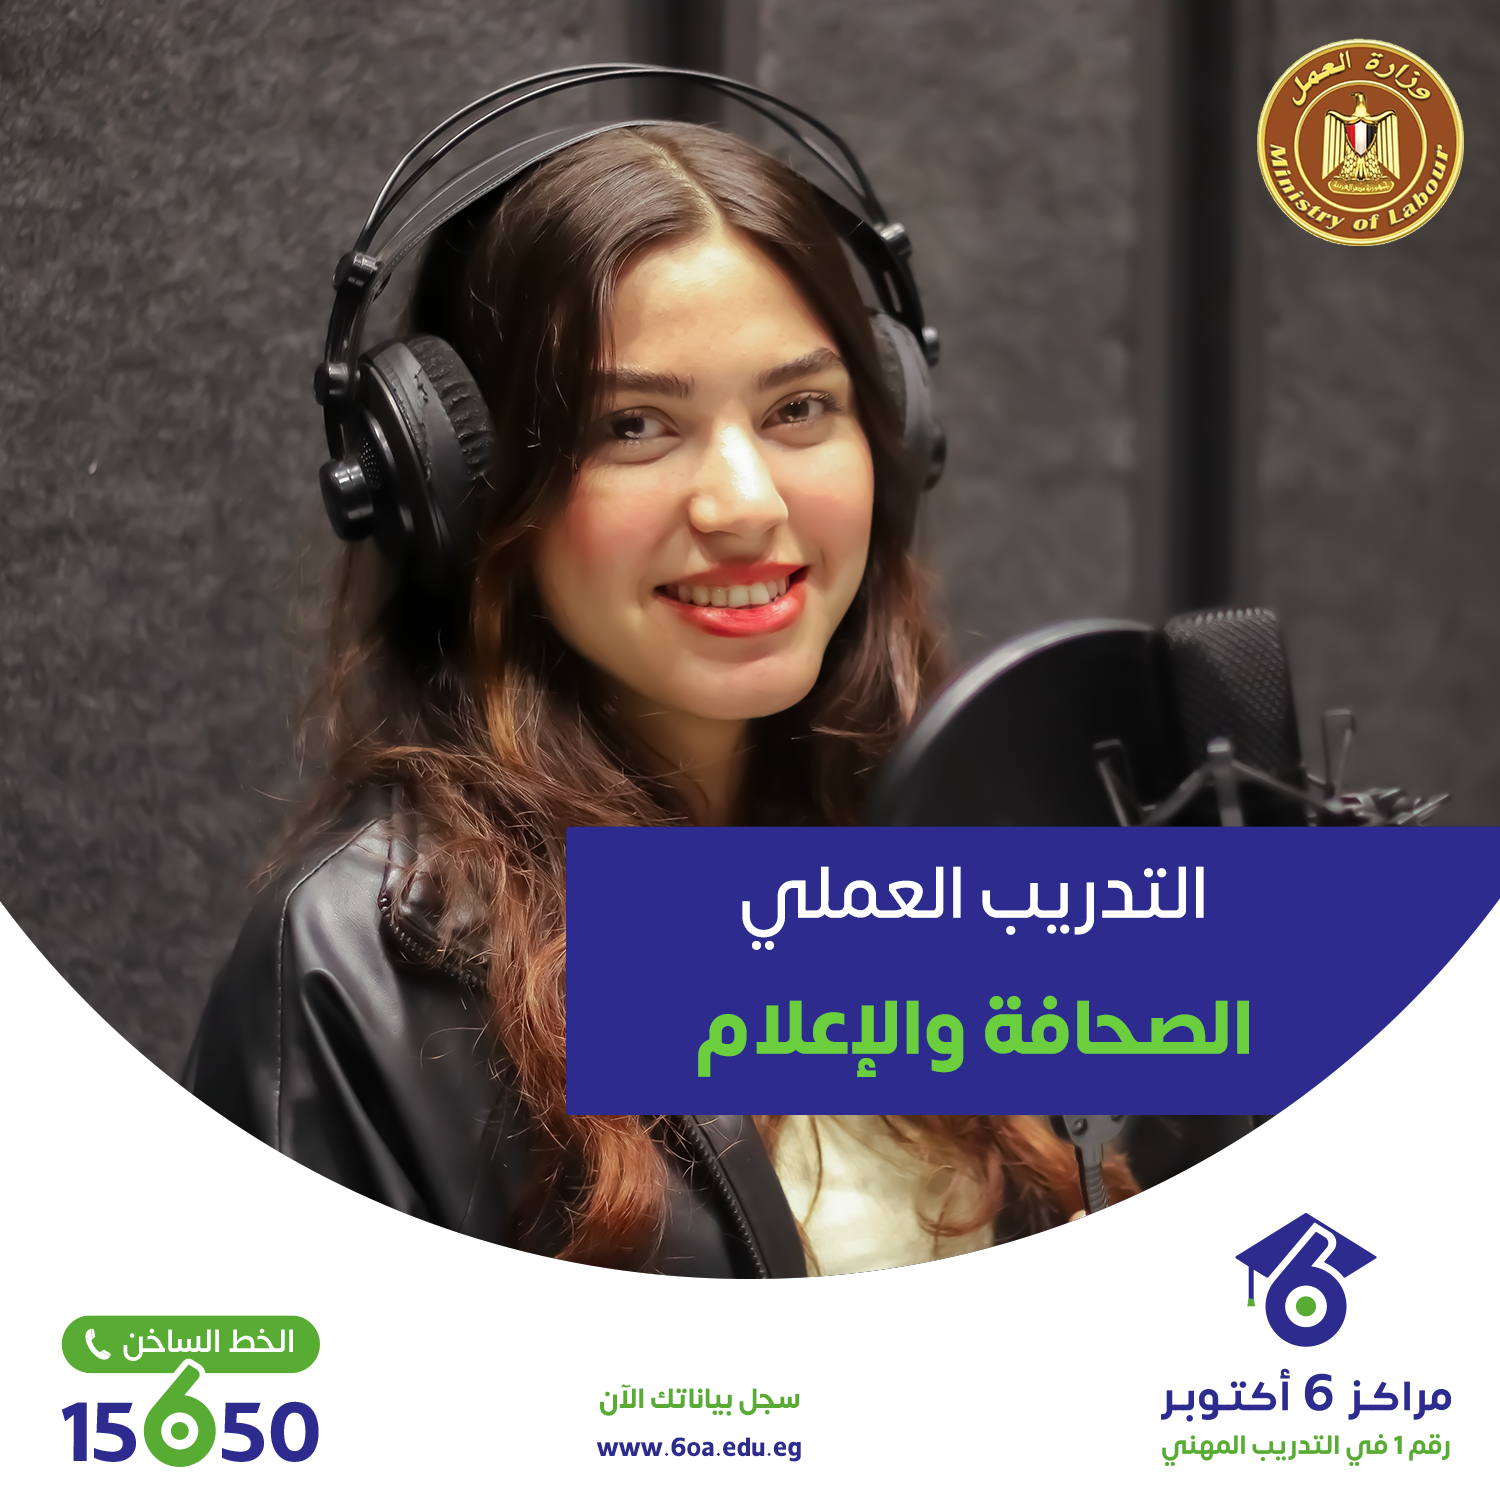 وزارة العمل
Ministry of Labour
التدريب العملي
الصحافة والإعلام
الخط الساخن
15650
سجل بياناتك الآن
www.6oa.edu.eg
6
مراكز 6 أكتوبر
رقم 1 في التدريب المهني